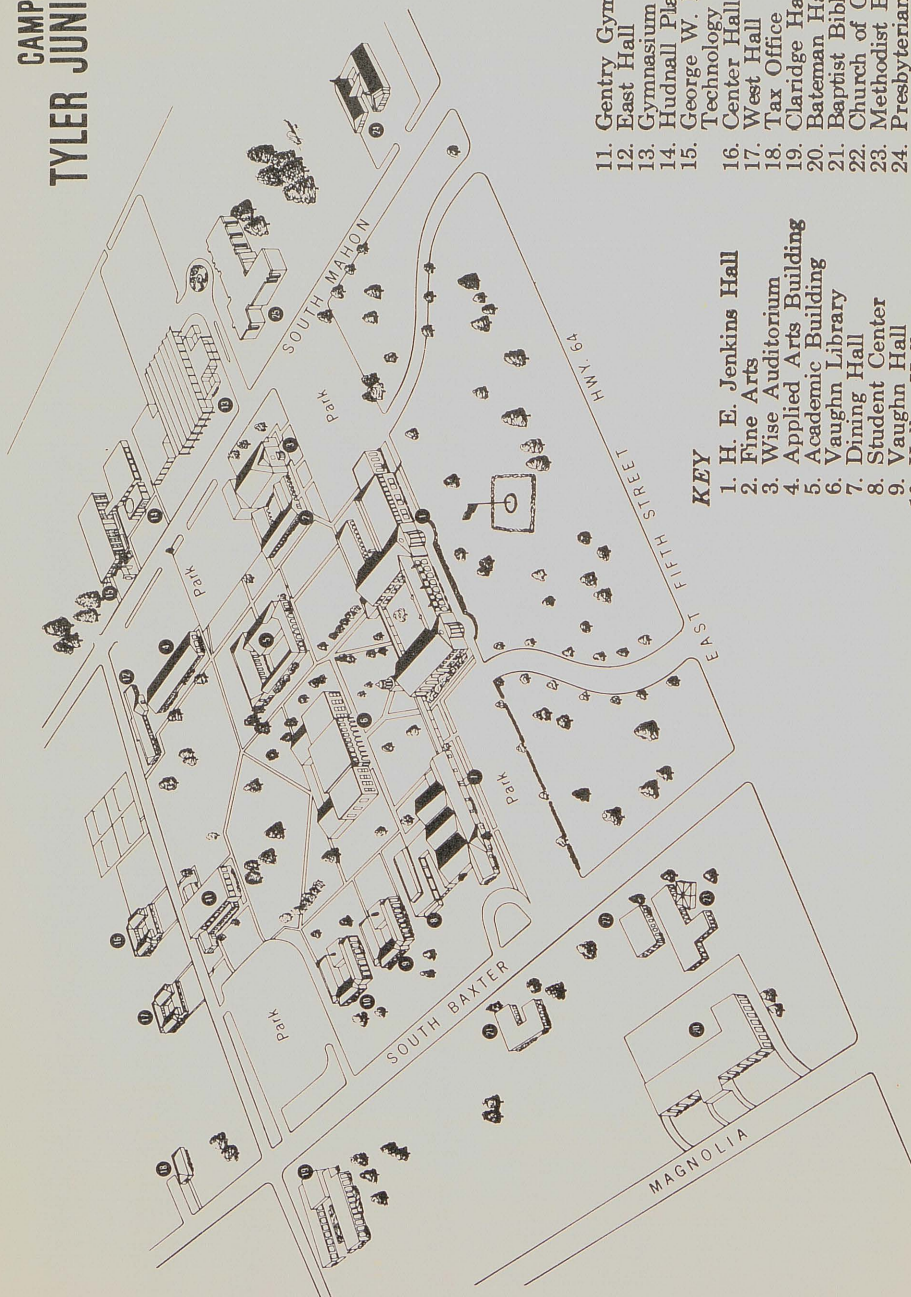 CAMP
TYLER JUNI
SOUTH MAHON
Park
Park
Park
Park
HWY. 64
EAST FIFTH STREET
SOUTH BAXTER
MAGNOLIA
KEY
1. H. E. Jenkins Hall
2. Fine Arts
3. Wise Auditorium
4. Applied Arts Building
5. Academic Building
6. Vaughn Library
7. Dining Hall
8. Student Center
9. Vaughn Hall
11. Gentry Gym
12. East Hall
13. Gymnasium
14. Hudnall Pla
15. George W.
Technology
16. Center Hall
17. West Hall
18. Tax Office
19. Claridge Ha
20. Bateman Ha
21. Baptist Bibl
22. Church of C
23. Methodist
24. Presbyterian